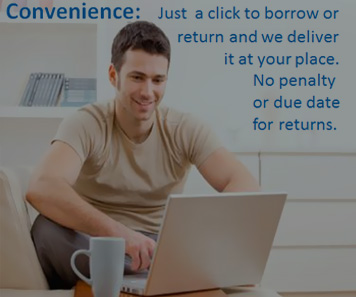 Convenience: Just a click to borrow or
return and we deliver
it at your place.
No penalty
or due date
for returns.